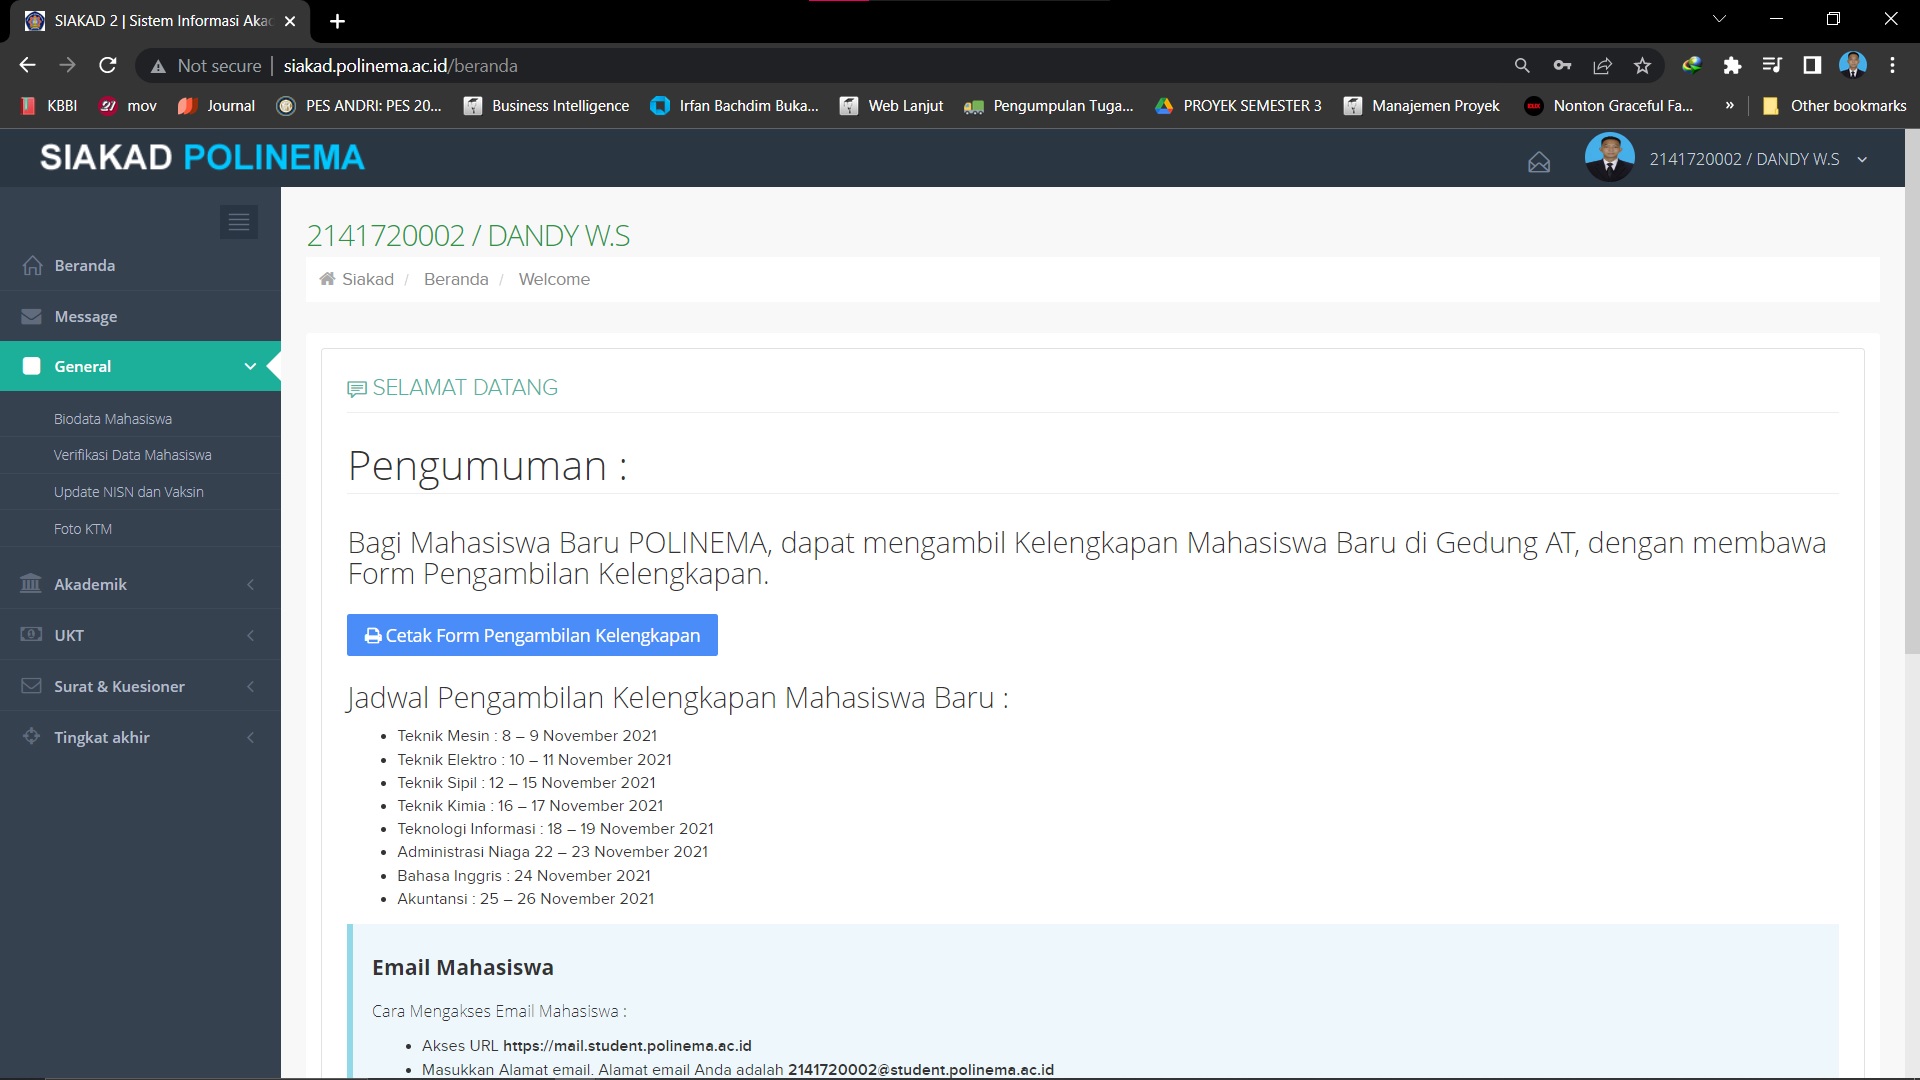 SIAKAD 2 | Sistem Informasi Akad
Not secure | siakad.polinema.ac.id/beranda
KBBI mov Journal PES ANDRI: PES 20... Business Intelligence Irfan Bachdim Buka... Web Lanjut Pengumpulan Tuga... PROYEK SEMESTER 3 Manajemen Proyek Nonton Graceful Fa... » Other bookmarks
SIAKAD POLINEMA
2141720002 / DANDY W.S
Beranda
Message
General
Biodata Mahasiswa
Verifikasi Data Mahasiswa
Update NISN dan Vaksin
Foto KTM
Akademik
UKT
Surat & Kuesioner
Tingkat akhir
2141720002 / DANDY W.S
Siakad / Beranda / Welcome
SELAMAT DATANG
Pengumuman :
Bagi Mahasiswa Baru POLINEMA, dapat mengambil Kelengkapan Mahasiswa Baru di Gedung AT, dengan membawa
Form Pengambilan Kelengkapan.
Cetak Form Pengambilan Kelengkapan
Jadwal Pengambilan Kelengkapan Mahasiswa Baru :
• Teknik Mesin : 8 – 9 November 2021
• Teknik Elektro : 10 – 11 November 2021
• Teknik Sipil : 12 – 15 November 2021
• Teknik Kimia : 16 – 17 November 2021
• Teknologi Informasi : 18 – 19 November 2021
• Administrasi Niaga 22 – 23 November 2021
• Bahasa Inggris : 24 November 2021
• Akuntansi : 25 – 26 November 2021
Email Mahasiswa
Cara Mengakses Email Mahasiswa :
• Akses URL https://mail.student.polinema.ac.id
• Masukkan Alamat email. Alamat email Anda adalah 2141720002@student.polinema.ac.id